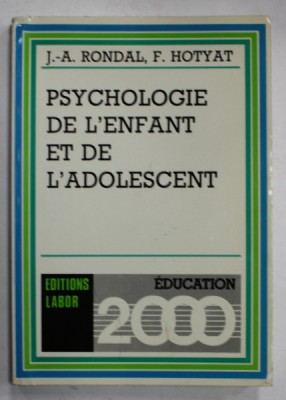 J.-A. RONDAL, F. HOTYAT
PSYCHOLOGIE
DE L'ENFANT
ET DE
L'ADOLESCENT
EDITIONS
LABOR
ÉDUCATION
2000